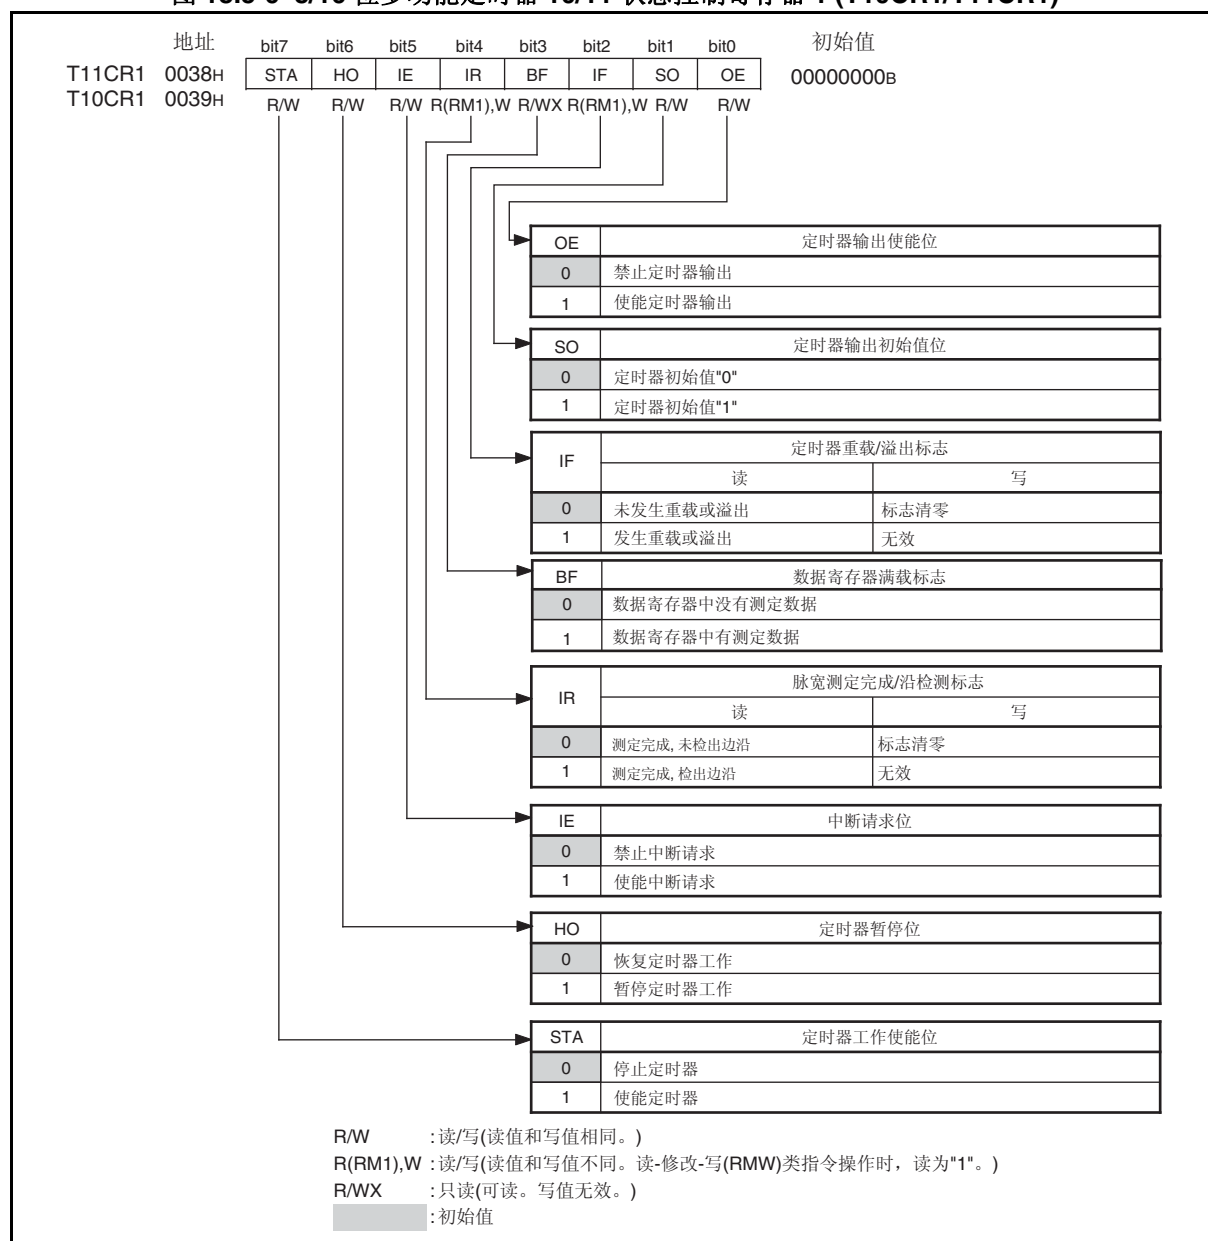 地址 bit7 bit6 bit5 bit4 bit3 bit2 bit1 bit0 初始值
T11CR1 0038H STA HO IE IR BF IF SO OE 00000000B
T10CR1 0039H R/W R/W R/W R(RM1),W R/WX R(RM1),W R/W R/W
OE 定时器输出使能位
0 禁止定时器输出
1 使能定时器输出
SO 定时器输出初始值位
0 定时器初始值"0"
1 定时器初始值"1"
IF 定时器重载/溢出标志
读 写
0 未发生重载或溢出 标志清零
1 发生重载或溢出 无效
BF 数据寄存器满载标志
0 数据寄存器中没有测定数据
1 数据寄存器中有测定数据
IR 脉宽测定完成/沿检测标志
读 写
0 测定完成, 未检出边沿 标志清零
1 测定完成, 检出边沿 无效
IE 中断请求位
0 禁止中断请求
1 使能中断请求
HO 定时器暂停位
0 恢复定时器工作
1 暂停定时器工作
STA 定时器工作使能位
0 停止定时器
1 使能定时器
R/W :读/写(读值和写值相同。)
R(RM1),W :读/写(读值和写值不同。读-修改-写(RMW)类指令操作时，读为"1"。)
R/WX :只读(可读。写值无效。)
:初始值